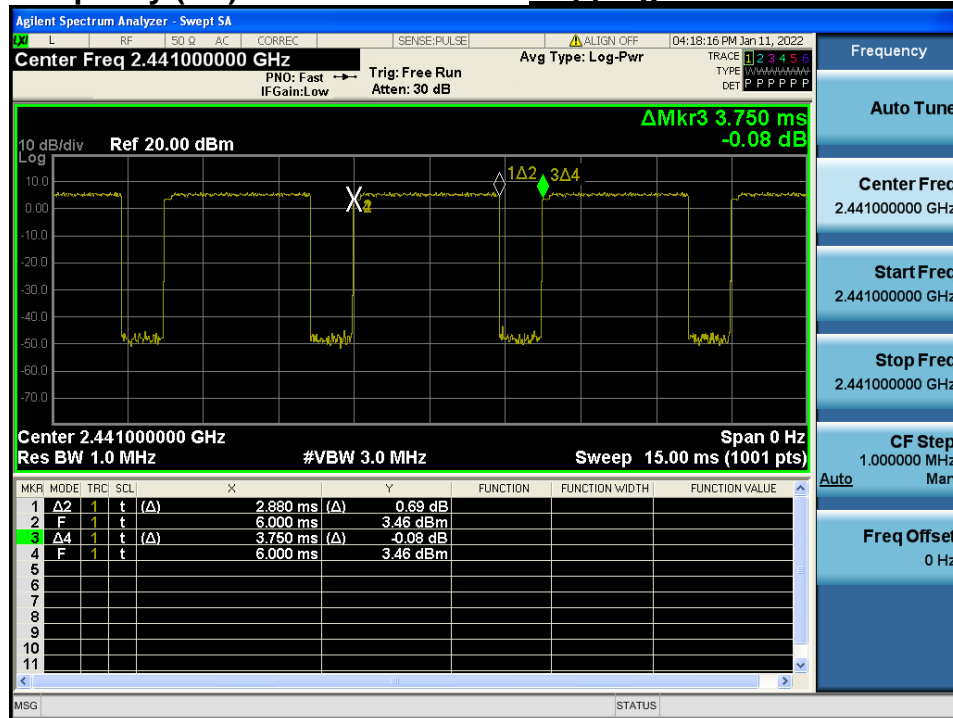 Agilent Spectrum Analyzer - Swept SA
LXI L RF 50 Ω AC CORREC SENSE:PULSE ALIGN OFF 04:18:16 PM Jan 11, 2022
Center Freq 2.441000000 GHz
PNO: Fast
IFGain:Low
Trig: Free Run
Atten: 30 dB
Avg Type: Log-Pwr
TRACE 1 2 3 4 5 6
TYPE WWWWWW
DET P P P P P P
ΔMkr3 3.750 ms
-0.08 dB
10 dB/div Ref 20.00 dBm
Log
1Δ2 3Δ4
2
10.0
0.00
-10.0
-20.0
-30.0
-40.0
-50.0
-60.0
-70.0
Center 2.441000000 GHz Span 0 Hz
Res BW 1.0 MHz #VBW 3.0 MHz Sweep 15.00 ms (1001 pts)
MKR MODE TRC SCL X Y FUNCTION FUNCTION WIDTH FUNCTION VALUE
1 Δ2 1 t (Δ) 2.880 ms (Δ) 0.69 dB
2 F 1 t 6.000 ms 3.46 dBm
3 Δ4 1 t (Δ) 3.750 ms (Δ) -0.08 dB
4 F 1 t 6.000 ms 3.46 dBm
5
6
7
8
9
10
11
MSG STATUS
Frequency
Auto Tune
Center Freq
2.441000000 GHz
Start Freq
2.441000000 GHz
Stop Freq
2.441000000 GHz
CF Step
1.000000 MHz
Auto Man
Freq Offset
0 Hz